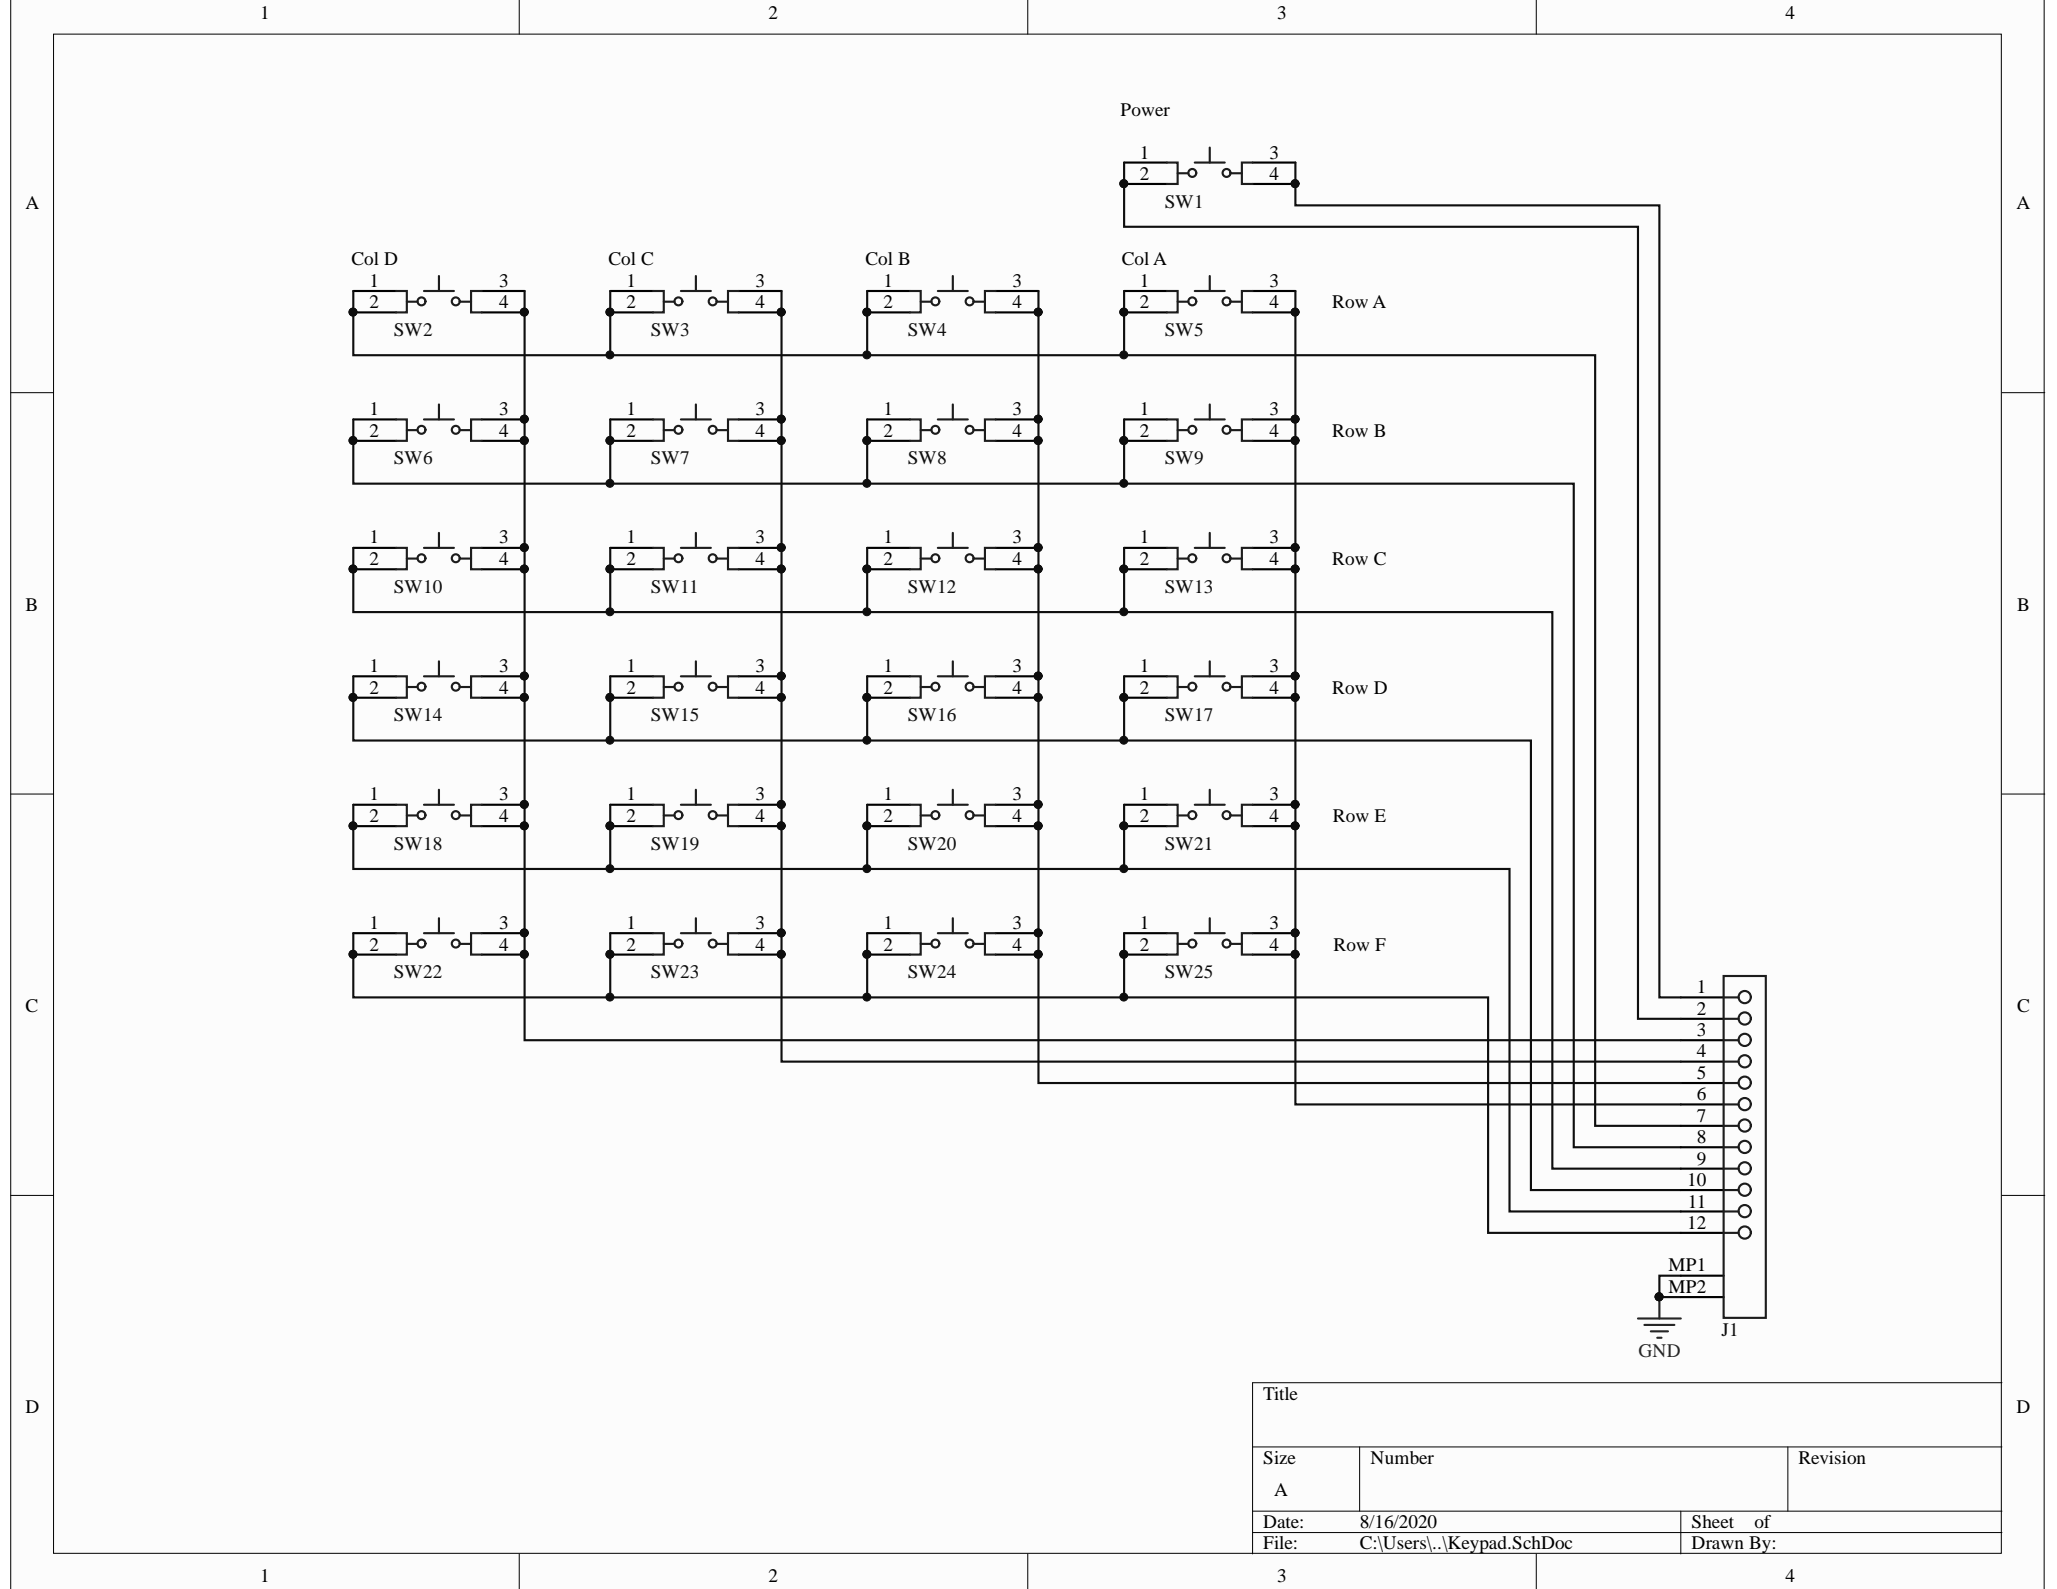 1 2 3 4
Power
1 3
2 4
A SW1 A
Col D Col C Col B Col A
1 3 1 3 1 3 1 3
2 4 2 4 2 4 2 4 Row A
SW2 SW3 SW4 SW5
1 3 1 3 1 3 1 3
2 4 2 4 2 4 2 4 Row B
SW6 SW7 SW8 SW9
1 3 1 3 1 3 1 3
2 4 2 4 2 4 2 4 Row C
SW10 SW11 SW12 SW13
B B
1 3 1 3 1 3 1 3
2 4 2 4 2 4 2 4 Row D
SW14 SW15 SW16 SW17
1 3 1 3 1 3 1 3
2 4 2 4 2 4 2 4 Row E
SW18 SW19 SW20 SW21
1 3 1 3 1 3 1 3
2 4 2 4 2 4 2 4 Row F
SW22 SW23 SW24 SW25
1
C C
2
3
4
5
6
7
8
9
10
11
12
MP1
MP2
J1
GND
Title
D D
Size Number Revision
A
Date: 8/16/2020 Sheet of
File: C:\Users\..\Keypad.SchDoc Drawn By:
1 2 3 4